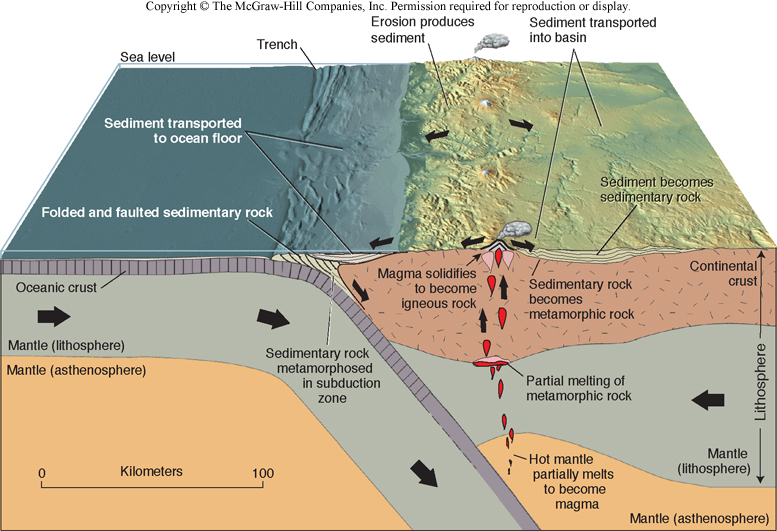 Copyright © The McGraw-Hill Companies, Inc. Permission required for reproduction or display.
Erosion produces
sediment
Sediment transported
into basin
Trench
Sea level
Sediment transported
to ocean floor
Sediment becomes
sedimentary rock
Folded and faulted sedimentary rock
Magma solidifies
to become
igneous rock
Sedimentary rock
becomes
metamorphic rock
Continental
crust
Oceanic crust
Mantle (lithosphere)
Mantle (asthenosphere)
Sedimentary rock
metamorphosed
in subduction
zone
Partial melting of
metamorphic rock
Lithosphere
Kilometers
0
100
Hot mantle
partially melts
to become
magma
Mantle
(lithosphere)
Mantle (asthenosphere)